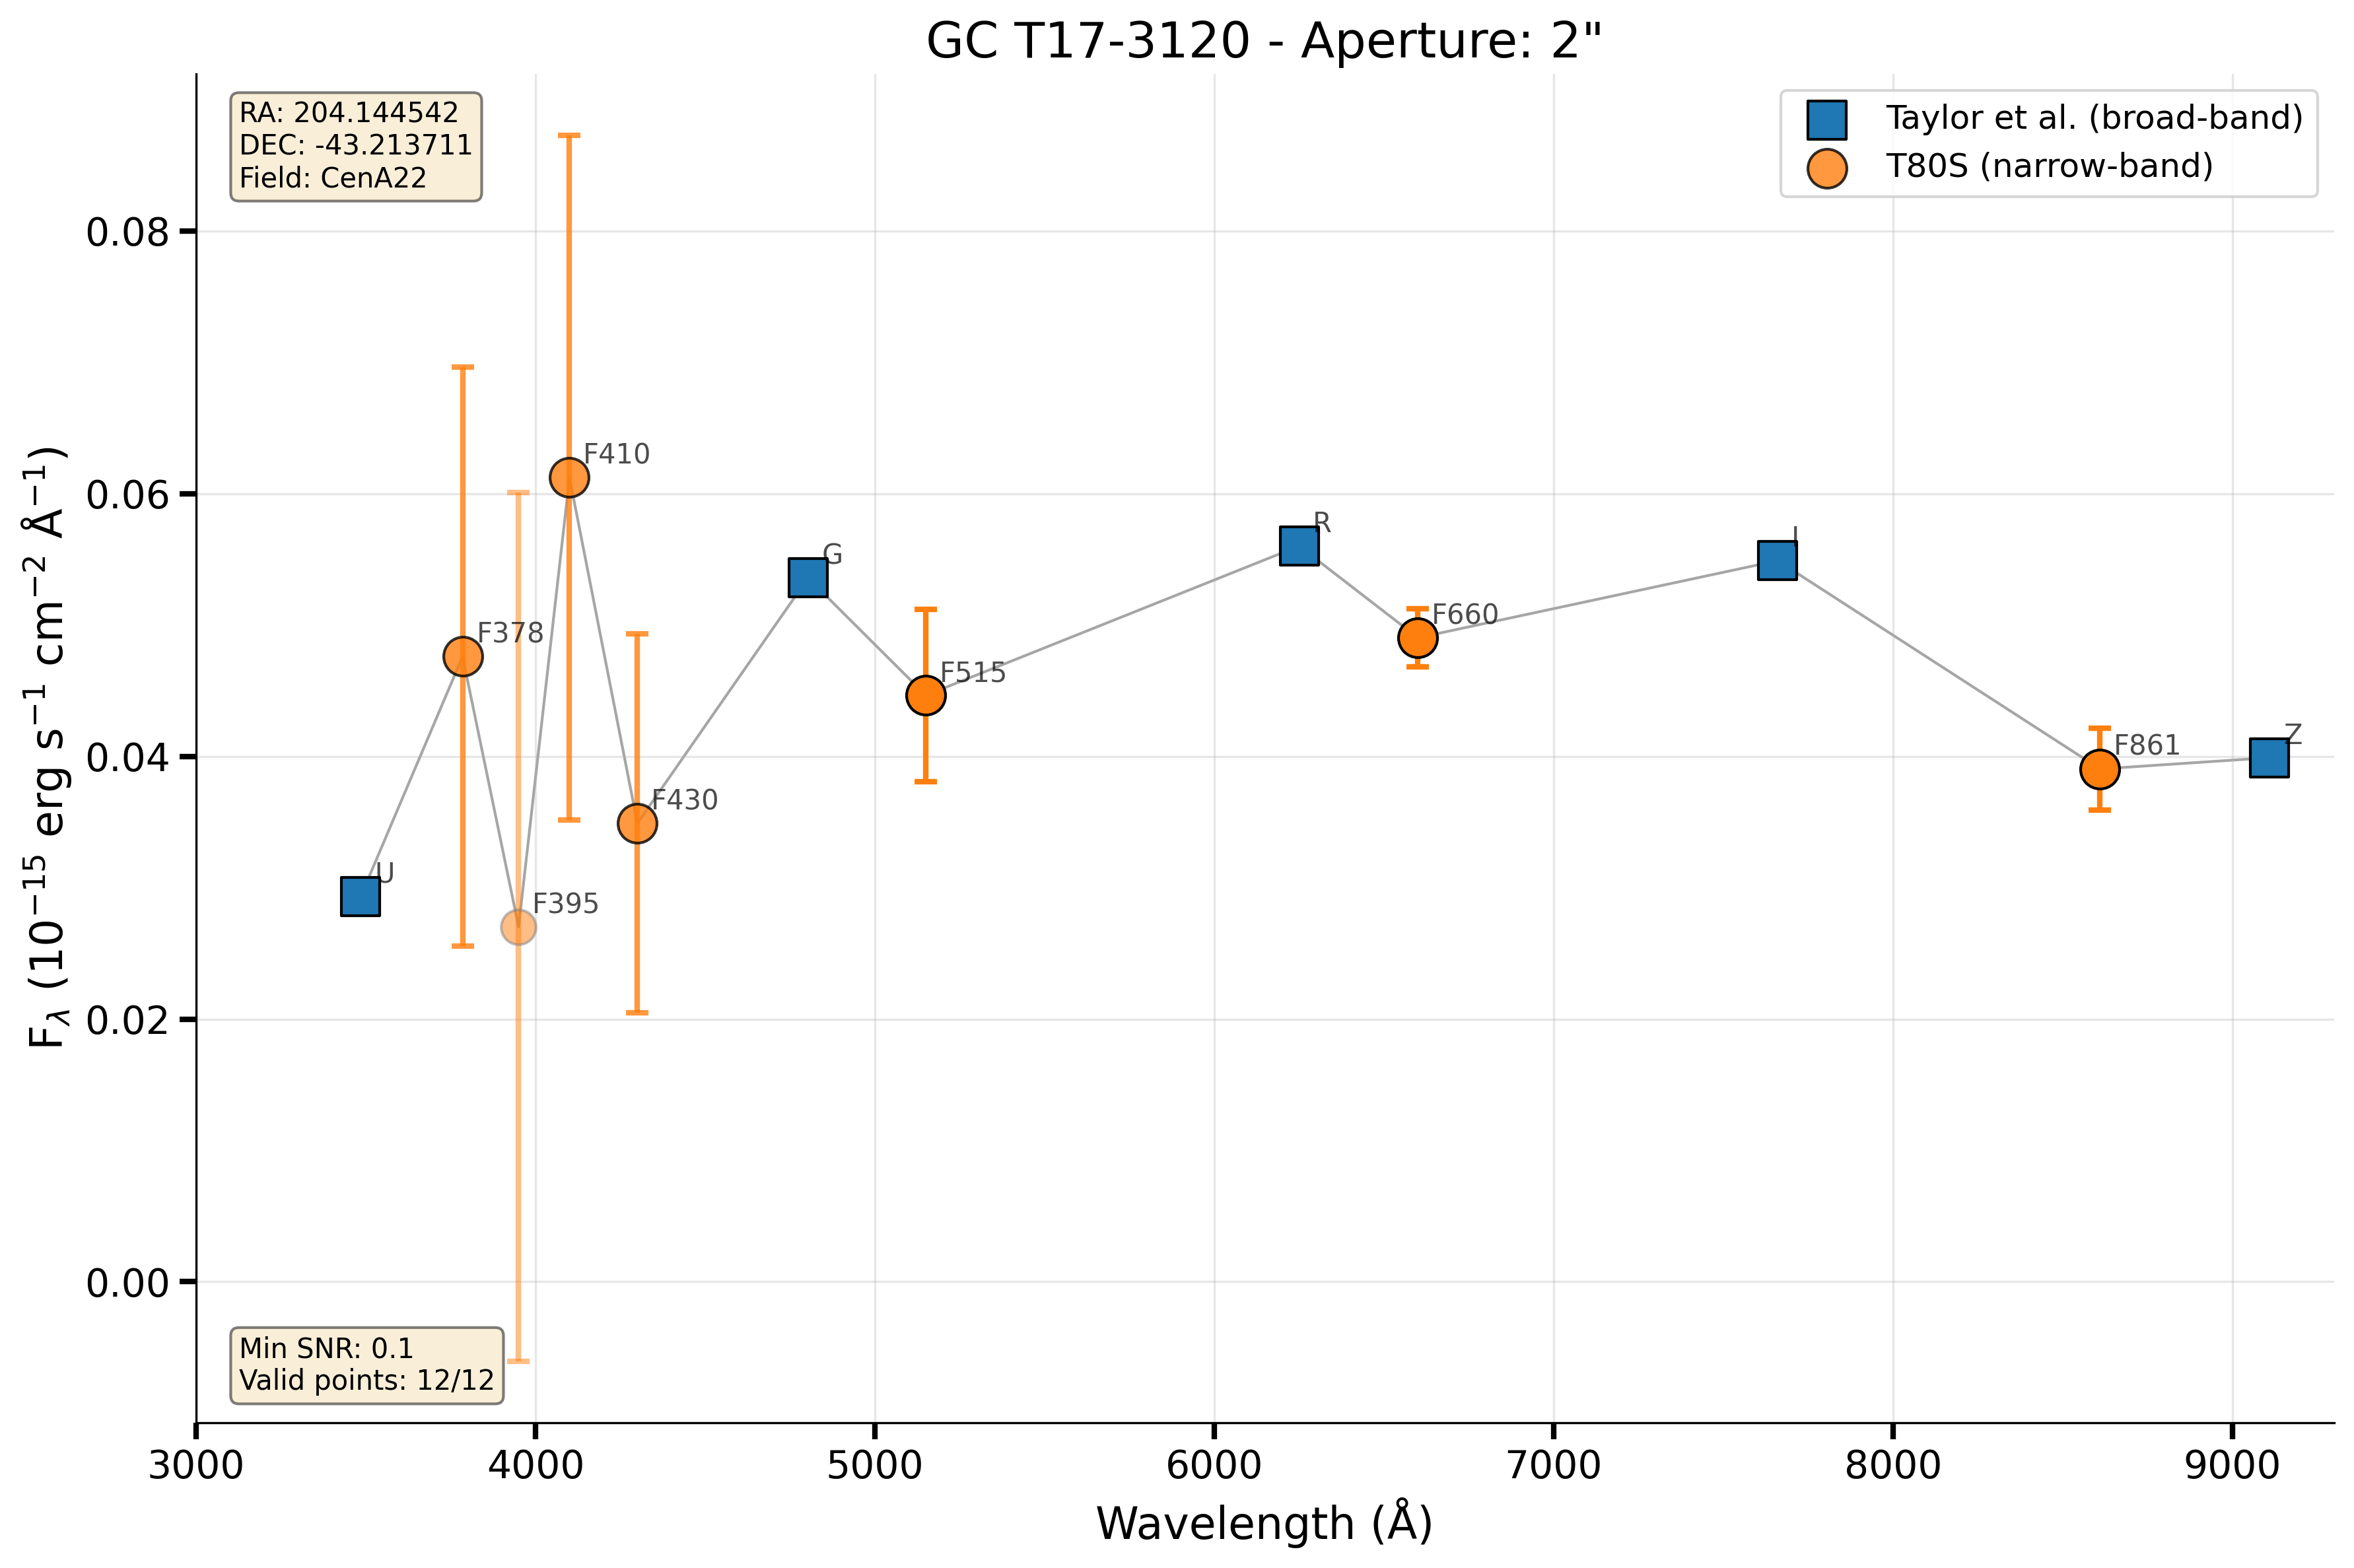 GC T17-3120 - Aperture: 2"
RA: 204.144542
DEC: -43.213711
Field: CenA22
Taylor et al. (broad-band)
T80S (narrow-band)
0.08
0.06
0.04
0.02
0.00
F410
F378
F395
F430
U
G
F515
R
F660
I
F861
Z
Fλ (10⁻¹⁵ erg s⁻¹ cm⁻² Å⁻¹)
Min SNR: 0.1
Valid points: 12/12
3000 4000 5000 6000 7000 8000 9000
Wavelength (Å)